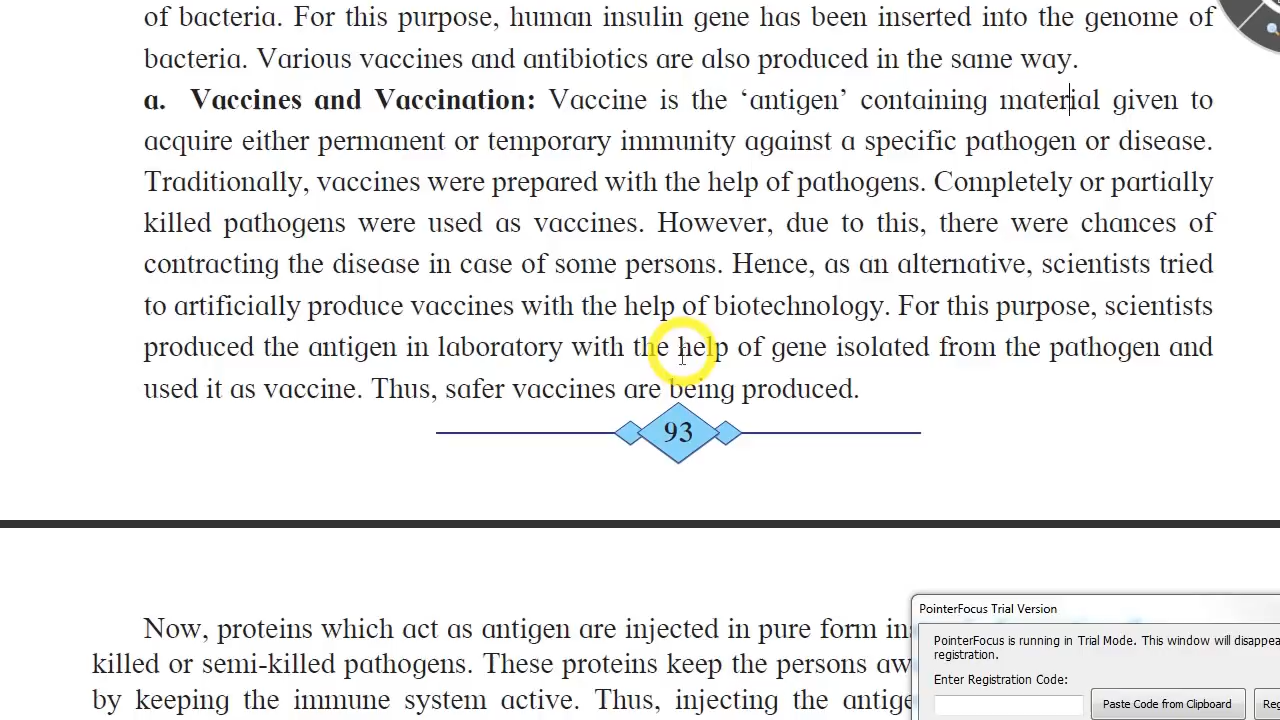 of bacteria. For this purpose, human insulin gene has been inserted into the genome of
bacteria. Various vaccines and antibiotics are also produced in the same way.
a. Vaccines and Vaccination: Vaccine is the ‘antigen’ containing material given to
acquire either permanent or temporary immunity against a specific pathogen or disease.
Traditionally, vaccines were prepared with the help of pathogens. Completely or partially
killed pathogens were used as vaccines. However, due to this, there were chances of
contracting the disease in case of some persons. Hence, as an alternative, scientists tried
to artificially produce vaccines with the help of biotechnology. For this purpose, scientists
produced the antigen in laboratory with the help of gene isolated from the pathogen and
used it as vaccine. Thus, safer vaccines are being produced.
93
Now, proteins which act as antigen are injected in pure form
killed or semi-killed pathogens. These proteins keep the persons
by keeping the immune system active. Thus, injecting the
PointerFocus Trial Version
PointerFocus is running in Trial Mode. This window will
registration.
Enter Registration Code:
Paste Code from Clipboard